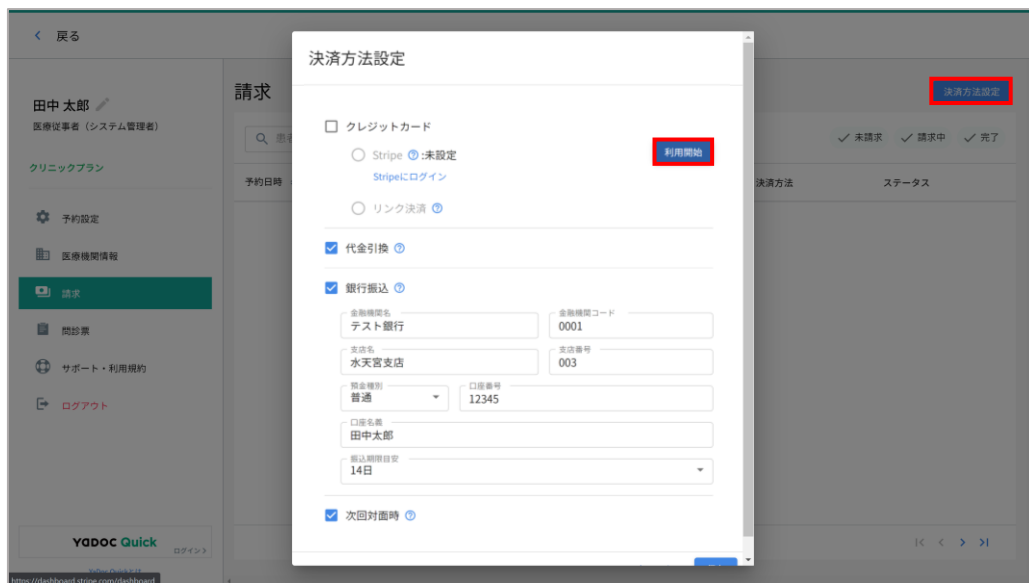 戻る
決済方法設定
田中 太郎
医療従事者（システム管理者）
クリニックプラン
予約設定
医療機関情報
請求
問診票
サポート・利用規約
ログアウト
YaDOC Quick
ログイン >
https://dashboard.stripe.com/dashboard
請求
決済方法設定
未請求
請求中
完了
予約日時
決済方法
ステータス
クレジットカード
Stripe :未設定
利用開始
Stripeにログイン
リンク決済
代金引換
銀行振込
金融機関名
テスト銀行
金融機関コード
0001
支店名
水天宮支店
支店番号
003
預金種別
普通
口座番号
12345
口座名義
田中太郎
振込期限目安
14日
次回対面時